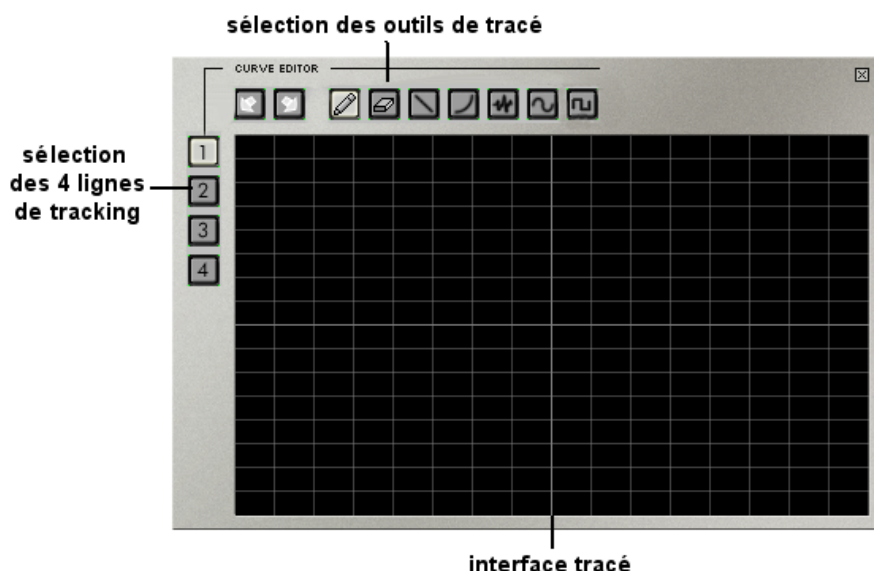 sélection des outils de tracé
CURVE EDITOR
sélection
des 4 lignes
de tracking
1
2
3
4
interface tracé